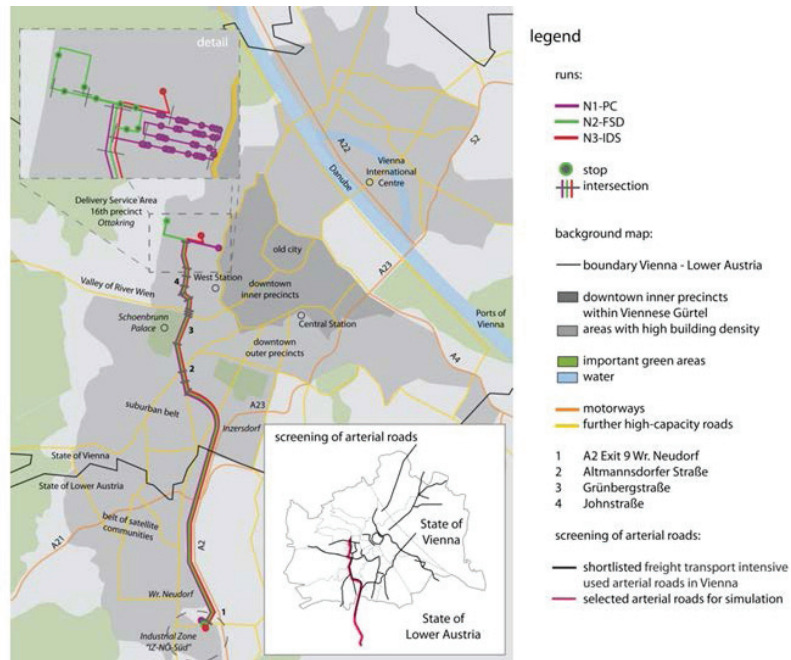 detail
Delivery Service Area
16th precinct
Ottakring
A22
Vienna
International
Centre
Danube
S2
old city
4
West Station
A23
Valley of River Wien
downtown
inner precincts
Schoenbrunn
Palace
3
Central Station
Ports of
Vienna
downtown
outer precincts
A4
2
suburban belt
A23
Inzersdorf
State of Vienna
State of Lower Austria
belt of satellite
communities
A21
A2
Wr. Neudorf
1
Industrial Zone
"IZ-NÖ-Süd"
screening of arterial roads
State of
Vienna
State of
Lower Austria
legend
runs:
N1-PC
N2-FSD
N3-IDS
stop
intersection
background map:
boundary Vienna - Lower Austria
downtown inner precincts
within Viennese Gürtel
areas with high building density
important green areas
water
motorways
further high-capacity roads
1 A2 Exit 9 Wr. Neudorf
2 Altmannsdorfer Straße
3 Grünbergstraße
4 Johnstraße
screening of arterial roads:
shortlisted freight transport intensive
used arterial roads in Vienna
selected arterial roads for simulation